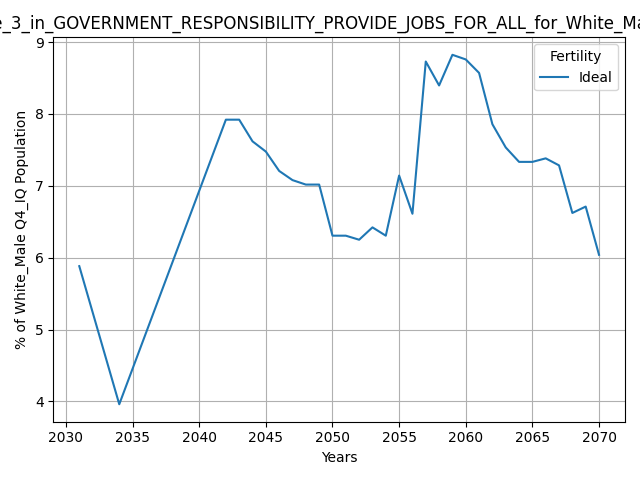 _3_in_GOVERNMENT_RESPONSIBILITY_PROVIDE_JOBS_FOR_ALL_for_White_Ma
9
8
7
6
5
4
% of White_Male Q4_IQ Population
Fertility
Ideal
2030 2035 2040 2045 2050 2055 2060 2065 2070
Years